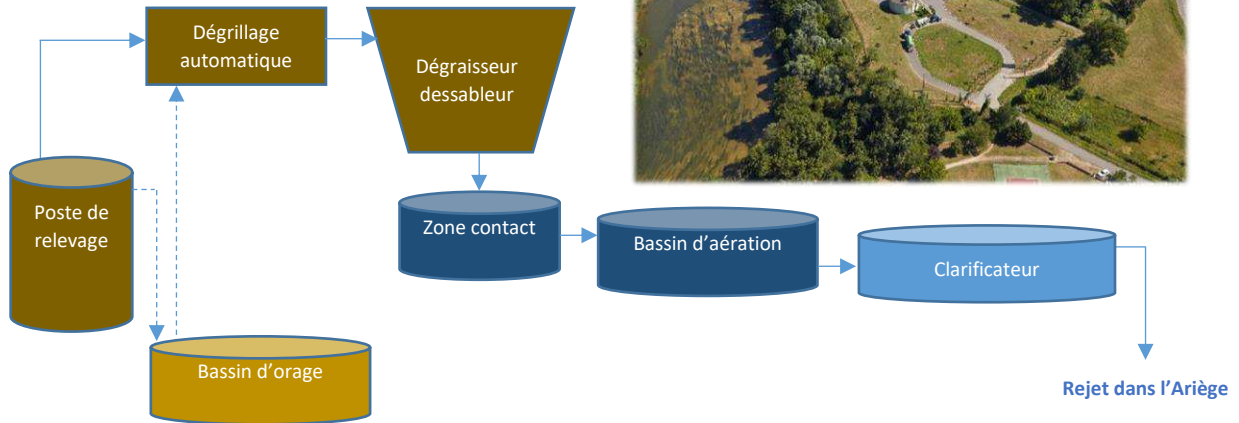 Dégrillage
automatique
Dégraisseur
dessableur
Poste de
relevage
Zone contact
Bassin d'aération
Clarificateur
Bassin d'orage
Rejet dans l'Ariège